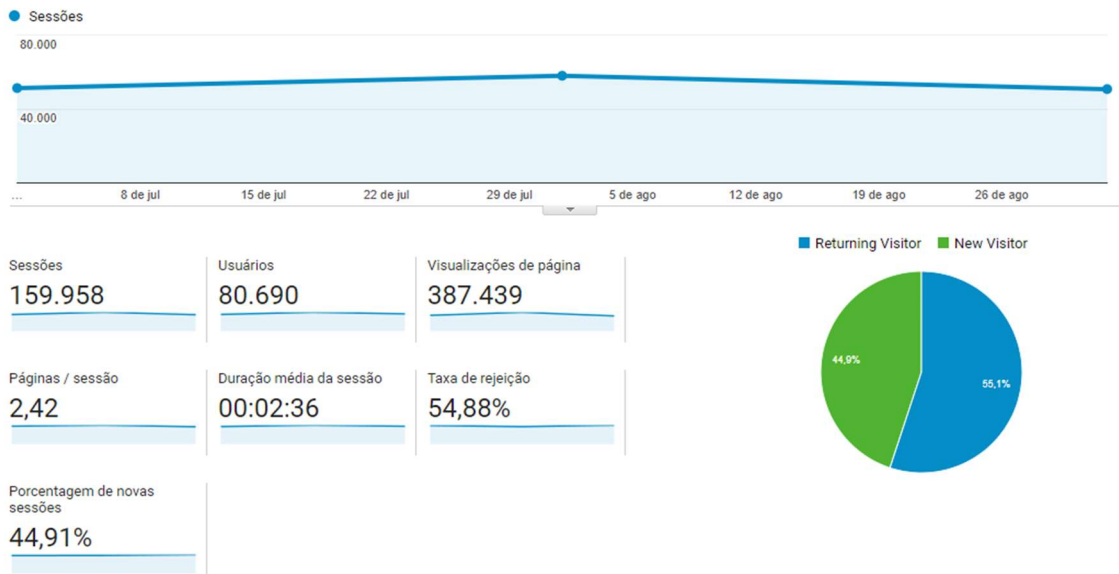 Sessões
80.000
40.000
... 8 de jul 15 de jul 22 de jul 29 de jul 5 de ago 12 de ago 19 de ago 26 de ago
Returning Visitor New Visitor
Sessões
159.958
Usuários
80.690
Visualizações de página
387.439
Páginas / sessão
2,42
Duração média da sessão
00:02:36
Taxa de rejeição
54,88%
Porcentagem de novas
sessões
44,91%
44,9%
55,1%